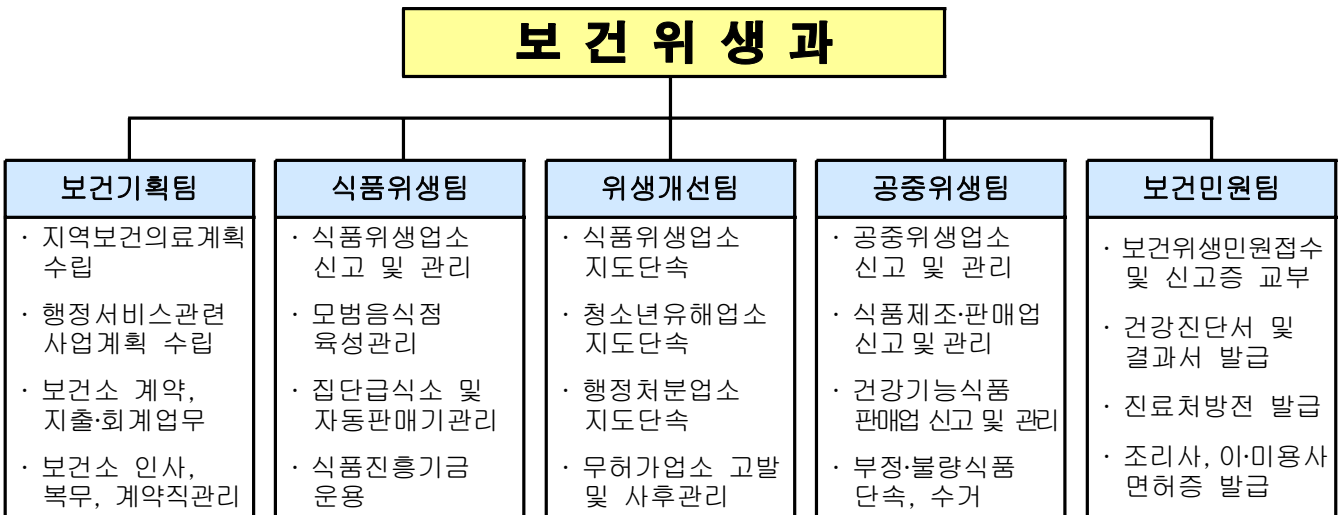 보 건 위 생 과
보건기획팀
· 지역보건의료계획
수립
· 행정서비스관련
사업계획 수립
· 보건소 계약,
지출·회계업무
· 보건소 인사,
복무, 계약직관리
식품위생팀
· 식품위생업소
신고 및 관리
· 모범음식점
육성관리
· 집단급식소 및
자동판매기관리
· 식품진흥기금
운용
위생개선팀
· 식품위생업소
지도단속
· 청소년유해업소
지도단속
· 행정처분업소
지도단속
· 무허가업소 고발
및 사후관리
공중위생팀
· 공중위생업소
신고 및 관리
· 식품제조·판매업
신고 및 관리
· 건강기능식품
판매업 신고 및 관리
· 부정·불량식품
단속, 수거
보건민원팀
· 보건위생민원접수
및 신고증 교부
· 건강진단서 및
결과서 발급
· 진료처방전 발급
· 조리사, 이·미용사
면허증 발급